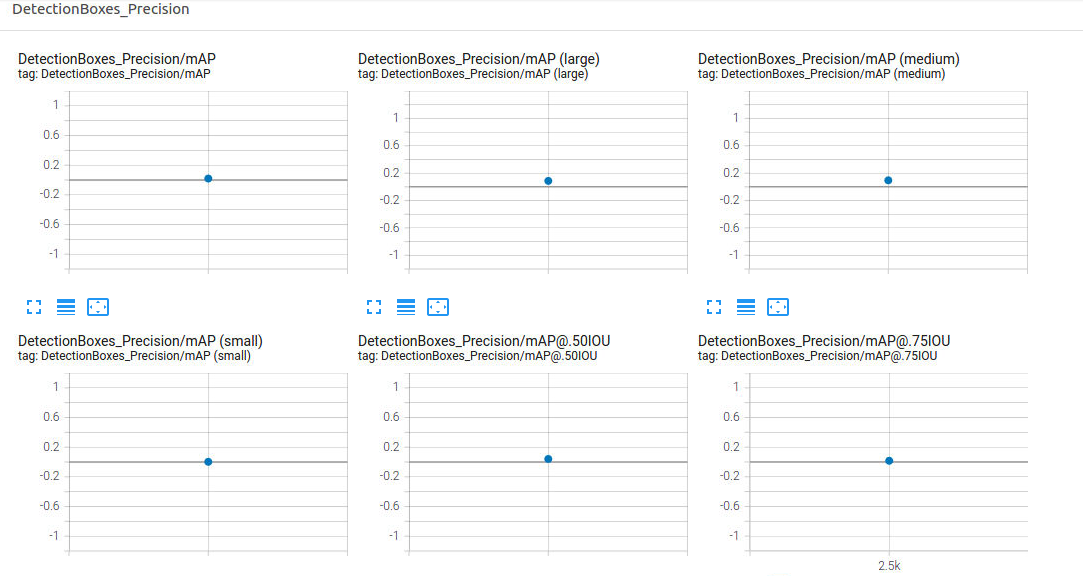 DetectionBoxes_Precision
DetectionBoxes_Precision/mAP
tag: DetectionBoxes_Precision/mAP
1
0.6
0.2
-0.2
-0.6
-1
DetectionBoxes_Precision/mAP (large)
tag: DetectionBoxes_Precision/mAP (large)
1
0.6
0.2
-0.2
-0.6
-1
DetectionBoxes_Precision/mAP (medium)
tag: DetectionBoxes_Precision/mAP (medium)
1
0.6
0.2
-0.2
-0.6
-1
DetectionBoxes_Precision/mAP (small)
tag: DetectionBoxes_Precision/mAP (small)
1
0.6
0.2
-0.2
-0.6
-1
DetectionBoxes_Precision/mAP@.50IOU
tag: DetectionBoxes_Precision/mAP@.50IOU
1
0.6
0.2
-0.2
-0.6
-1
DetectionBoxes_Precision/mAP@.75IOU
tag: DetectionBoxes_Precision/mAP@.75IOU
1
0.6
0.2
-0.2
-0.6
-1
2.5k